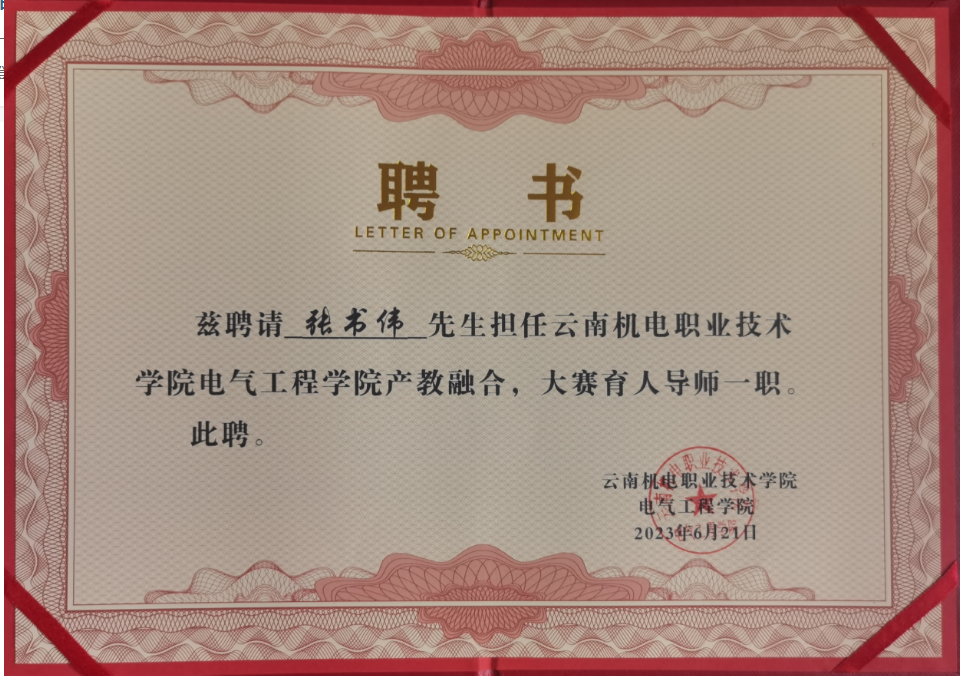 聘书
LETTER OF APPOINTMENT
兹聘请 张书伟 先生担任云南机电职业技术
学院电气工程学院产教融合，大赛育人导师一职。
此聘。
云南机电职业技术学院
电气工程学院
2023年6月21日